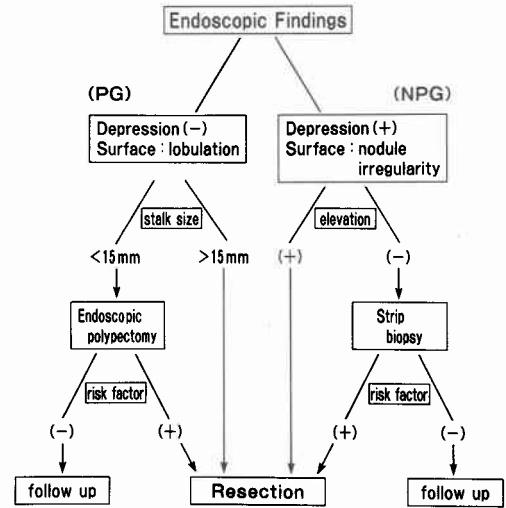 Endoscopic Findings
(PG)
(NPG)
Depression (-)
Surface : lobulation
Depression (+)
Surface : nodule
irregularity
stalk size
elevation
<15mm
>15mm
(+)
(-)
Endoscopic
polypectomy
Strip
biopsy
risk factor
risk factor
(-)
(+)
(+)
(-)
follow up
Resection
follow up